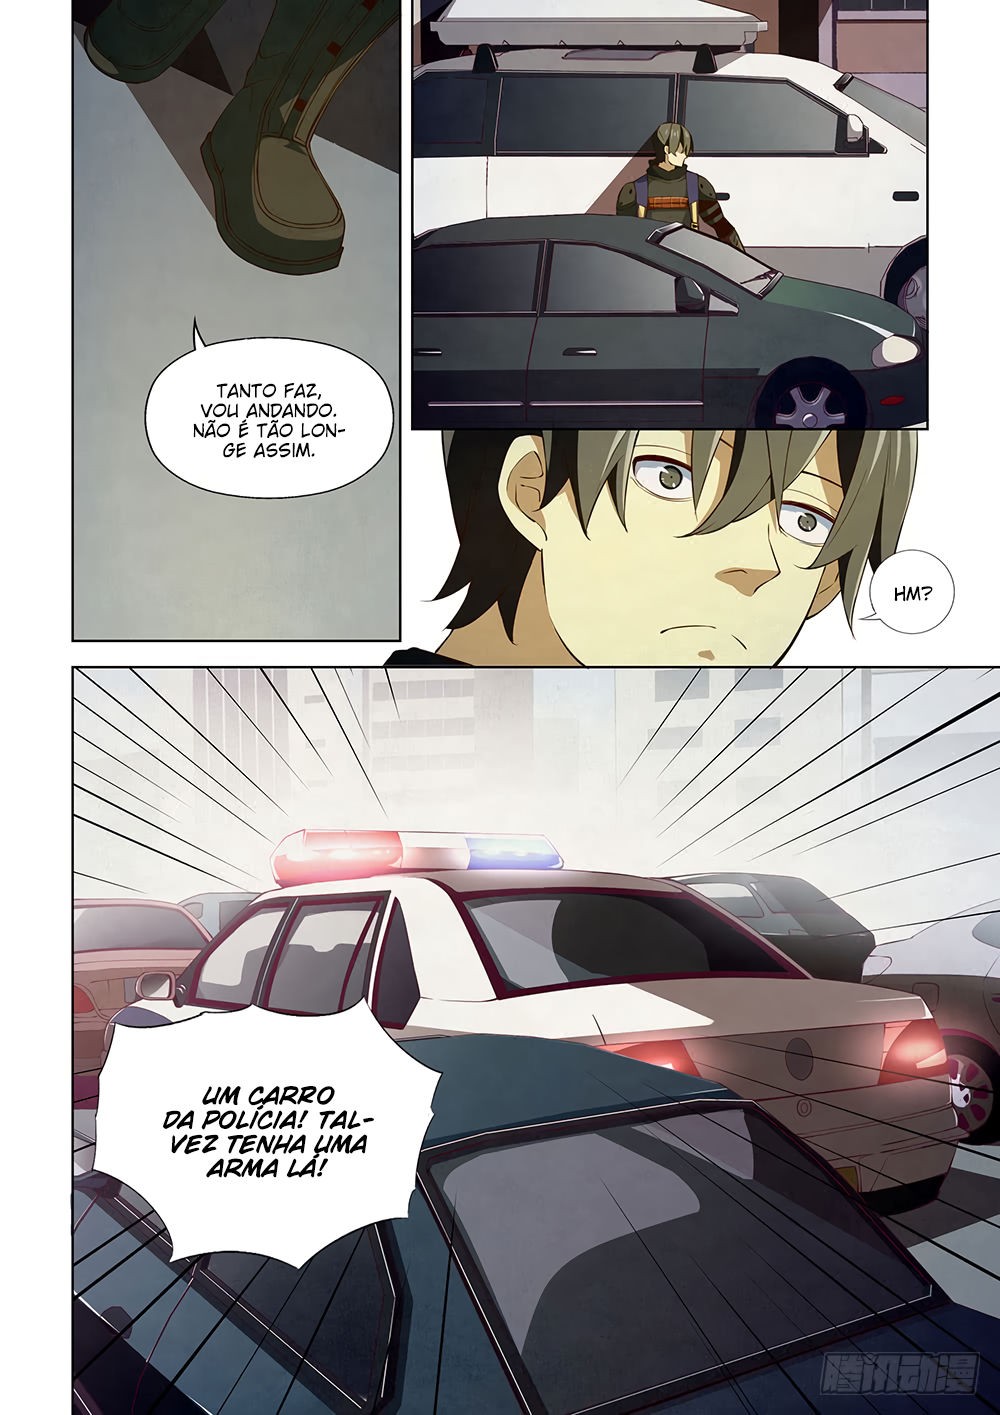 TANTO FAZ,
VOU ANDANDO.
NÃO É TÃO LON-
GE ASSIM.
HM?
UM CARRO
DA POLÍCIA! TAL-
VEZ TENHA UMA
ARMA LÁ!
腾讯动漫